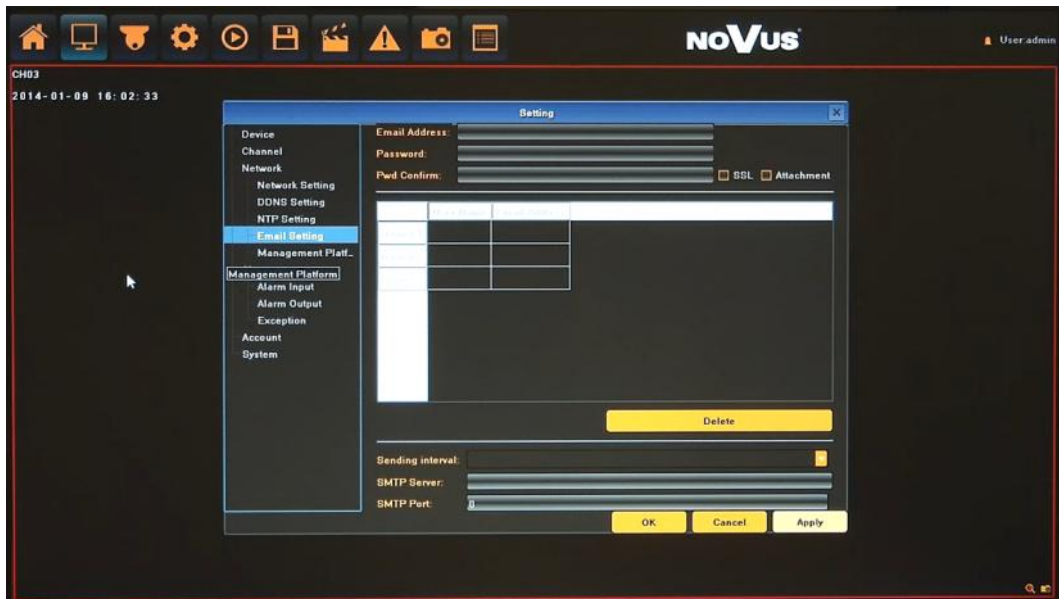 NOVUS
User:admin
CH03
2014-01-09 16:02:33
Setting
Device
Channel
Network
Network Setting
DDNS Setting
NTP Setting
Email Setting
Management Platf_
Management Platform
Alarm Input
Alarm Output
Exception
Account
System
Email Address:
Password:
Pwd Confirm:
SSL
Attachment
Delete
Sending interval:
SMTP Server:
SMTP Port:
0
OK
Cancel
Apply